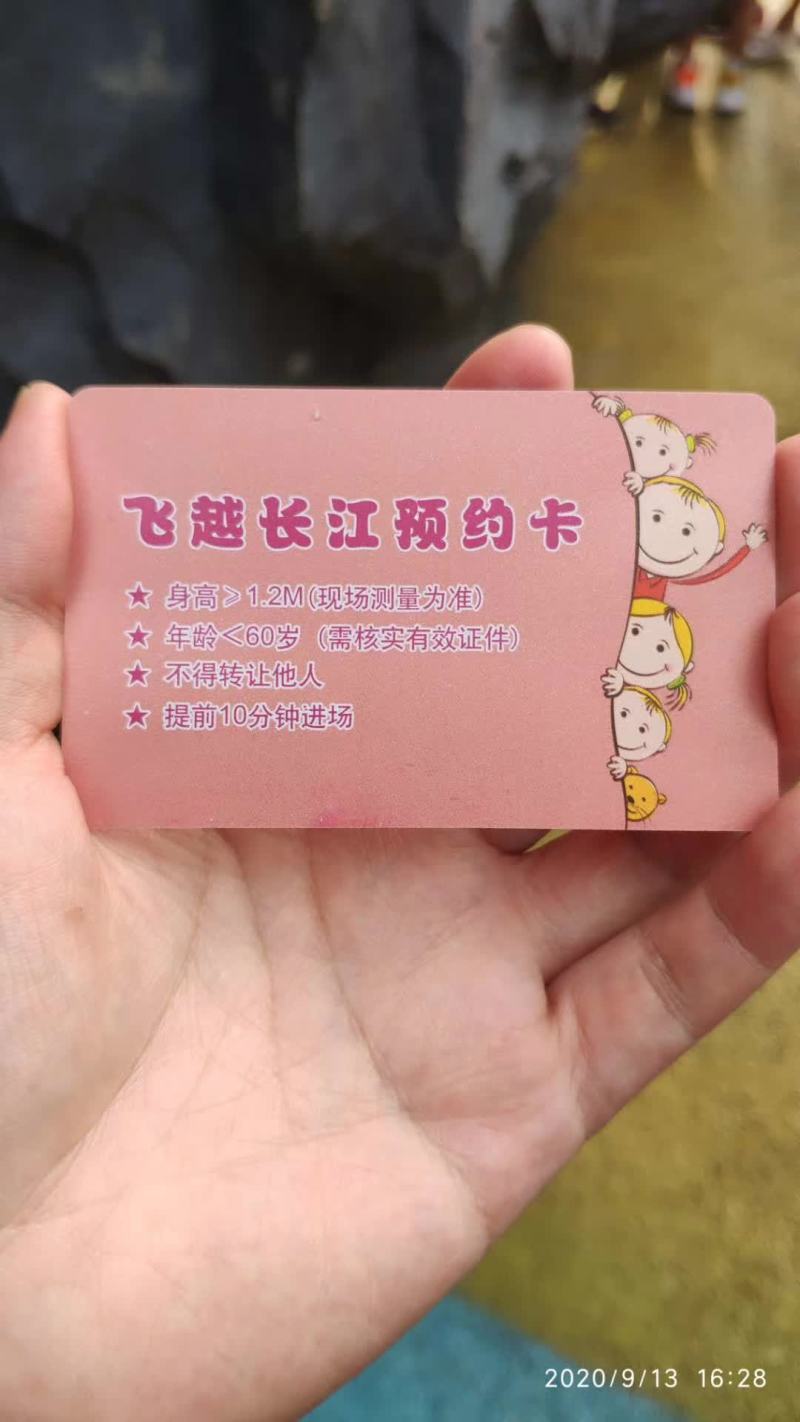 飞越长江预约卡
★ 身高＞1.2M(现场测量为准)
★ 年龄＜60岁 (需核实有效证件)
★ 不得转让他人
★ 提前10分钟进场
2020/9/13 16:28